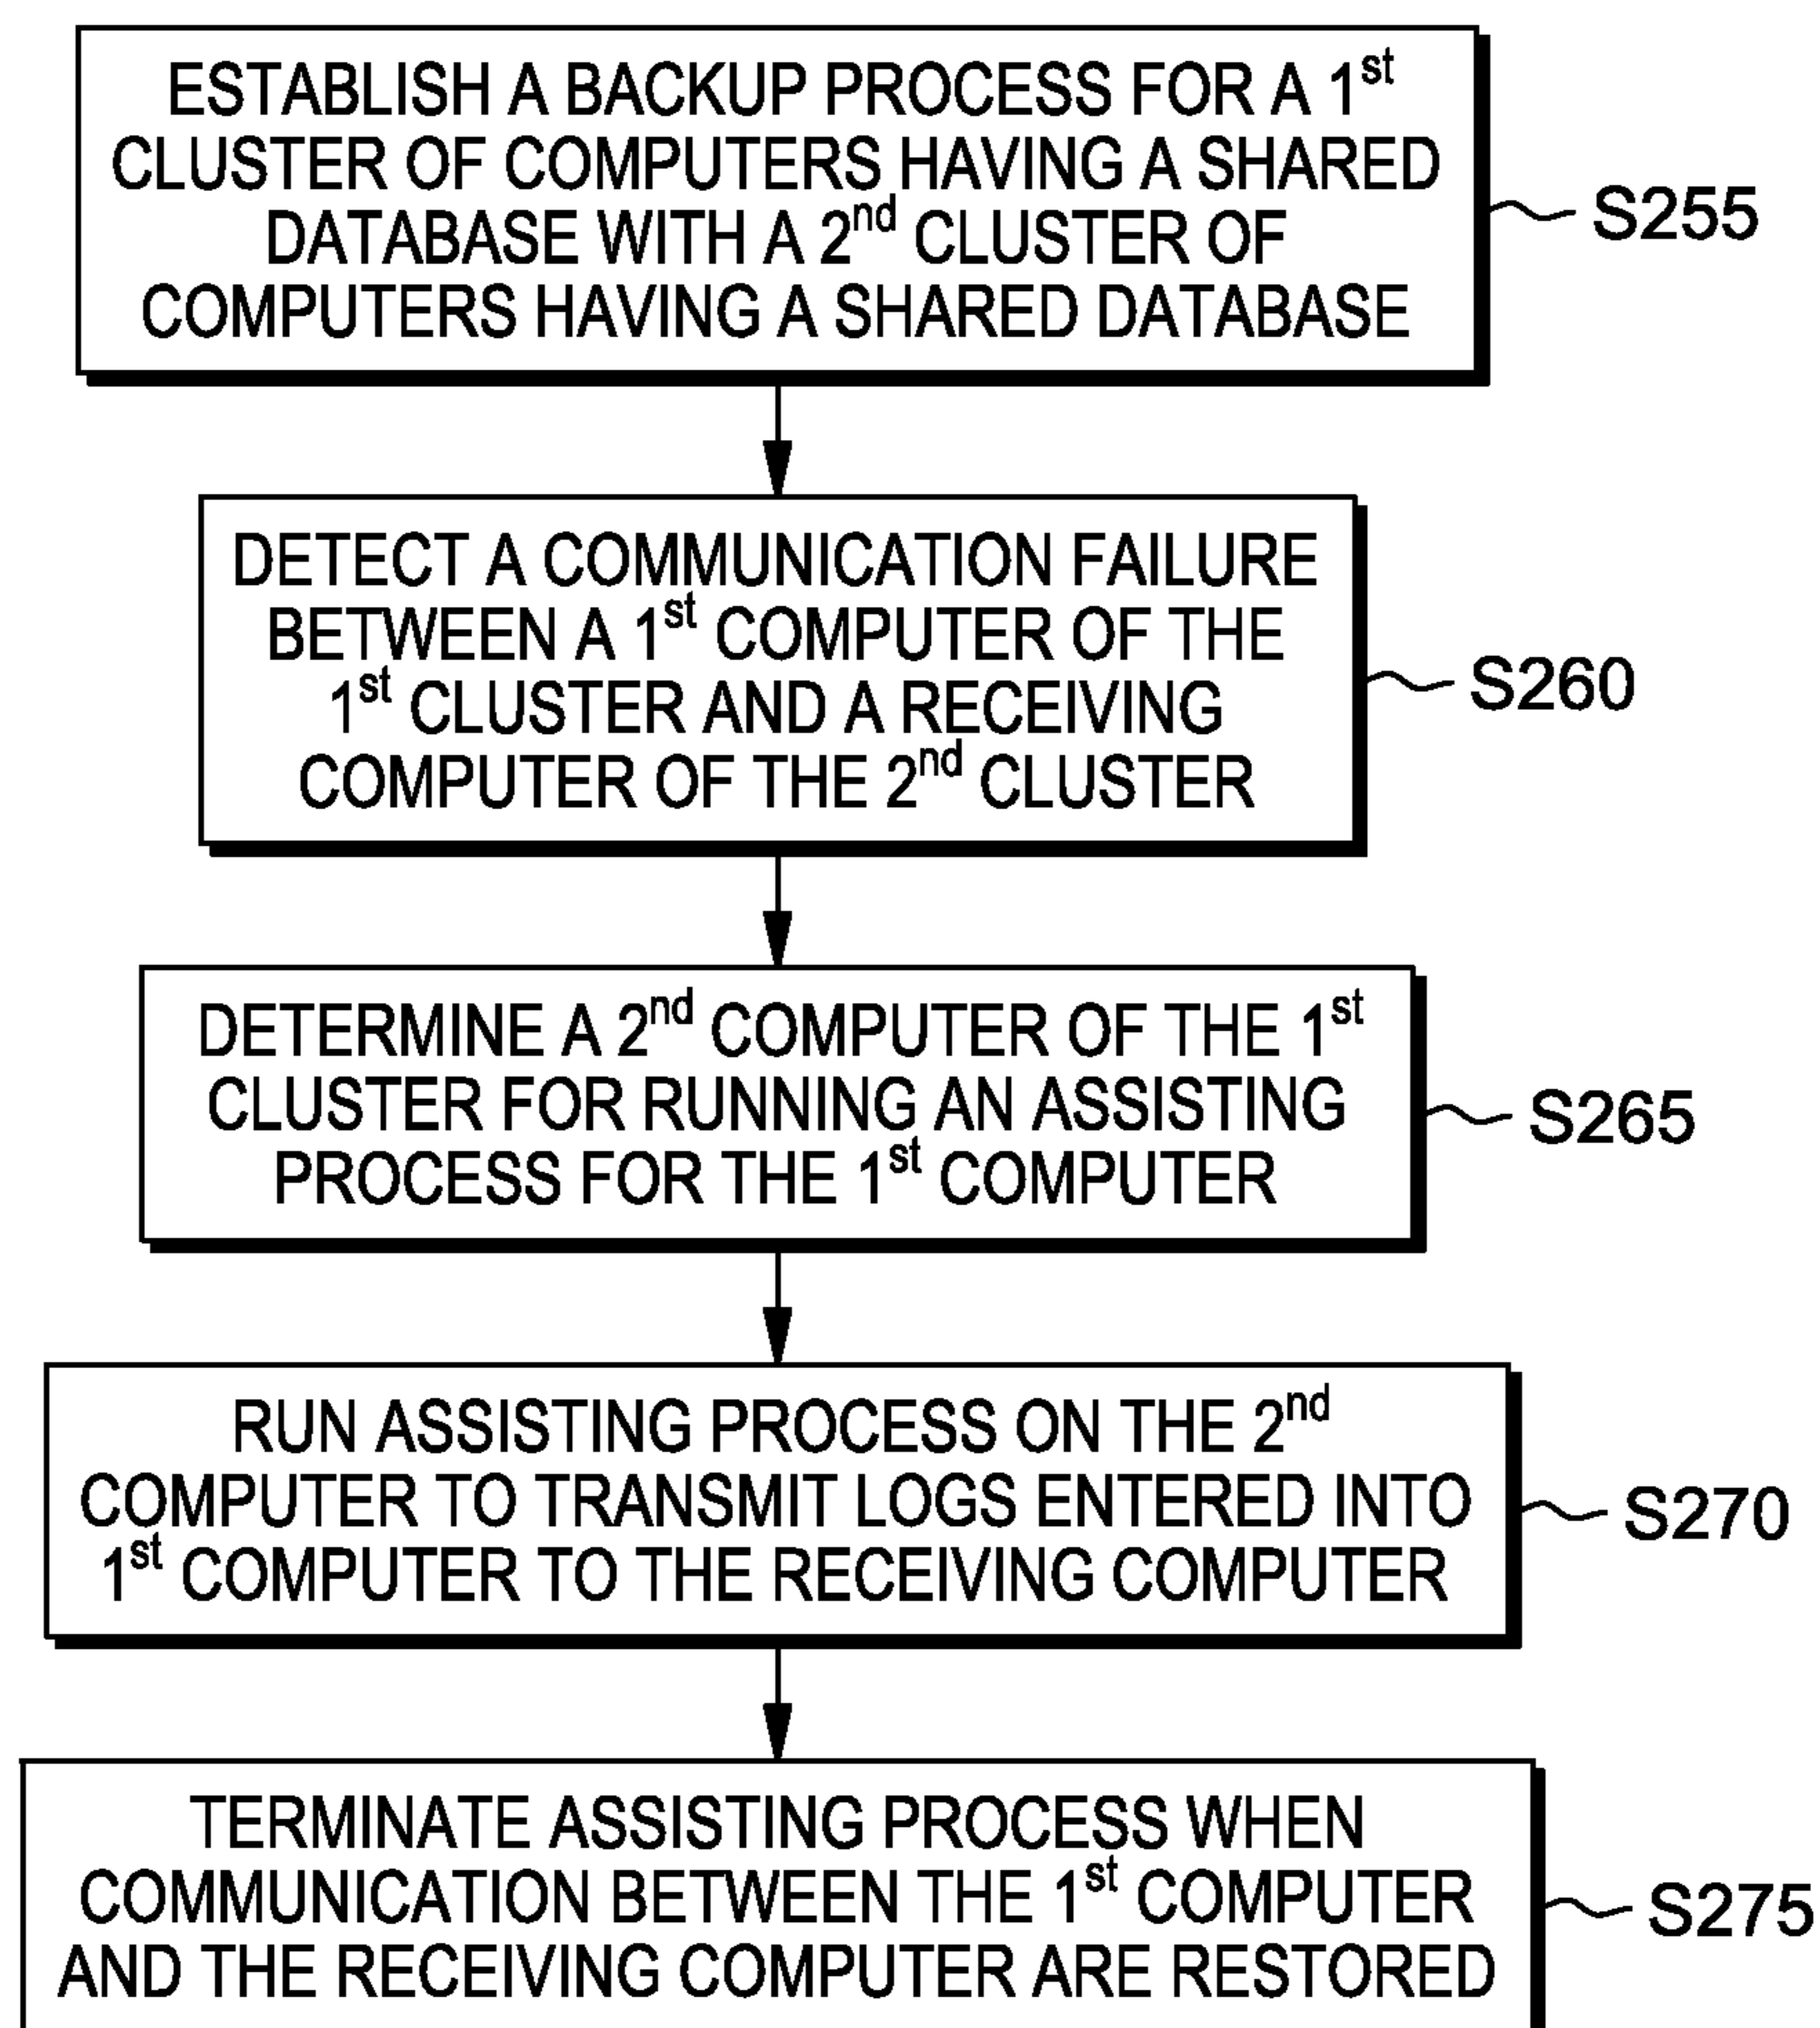 ESTABLISH A BACKUP PROCESS FOR A 1st
CLUSTER OF COMPUTERS HAVING A SHARED
DATABASE WITH A 2nd CLUSTER OF
COMPUTERS HAVING A SHARED DATABASE
S255
DETECT A COMMUNICATION FAILURE
BETWEEN A 1st COMPUTER OF THE
1st CLUSTER AND A RECEIVING
COMPUTER OF THE 2nd CLUSTER
S260
DETERMINE A 2nd COMPUTER OF THE 1st
CLUSTER FOR RUNNING AN ASSISTING
PROCESS FOR THE 1st COMPUTER
S265
RUN ASSISTING PROCESS ON THE 2nd
COMPUTER TO TRANSMIT LOGS ENTERED INTO
1st COMPUTER TO THE RECEIVING COMPUTER
S270
TERMINATE ASSISTING PROCESS WHEN
COMMUNICATION BETWEEN THE 1st COMPUTER
AND THE RECEIVING COMPUTER ARE RESTORED
S275